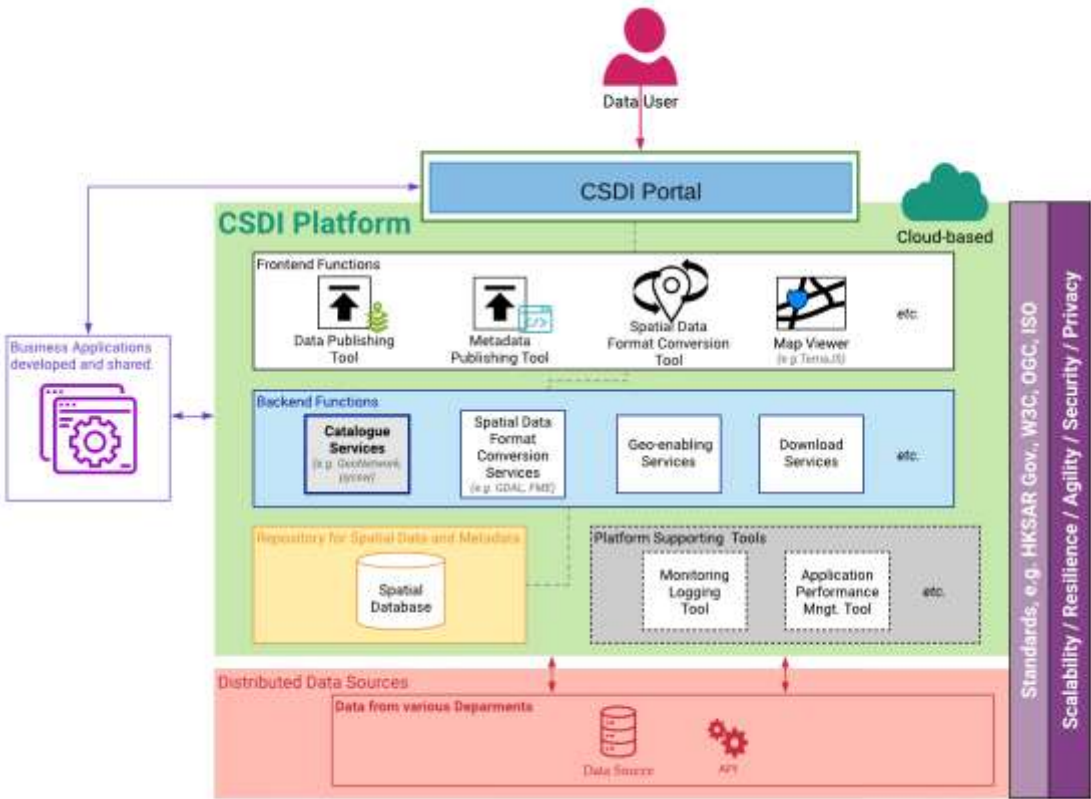 Data User
CSDI Portal
CSDI Platform
Cloud-based
Frontend Functions
Data Publishing
Tool
Metadata
Publishing Tool
Spatial Data
Format Conversion
Tool
Map Viewer
(e.g TerriaJS)
etc.
Business Applications
developed and shared
Backend Functions
Catalogue
Services
(e.g. GeoNetwork,
pycsw)
Spatial Data
Format
Conversion
Services
(e.g. GDAL, FME)
Geo-enabling
Services
Download
Services
etc.
Repository for Spatial Data and Metadata
Spatial
Database
Platform Supporting Tools
Monitoring
Logging
Tool
Application
Performance
Mngt. Tool
etc.
Distributed Data Sources
Data from various Deparments
Data Source
API
Standards, e.g. HKSAR Gov., W3C, OGC, ISO
Scalability / Resilience / Agility / Security / Privacy